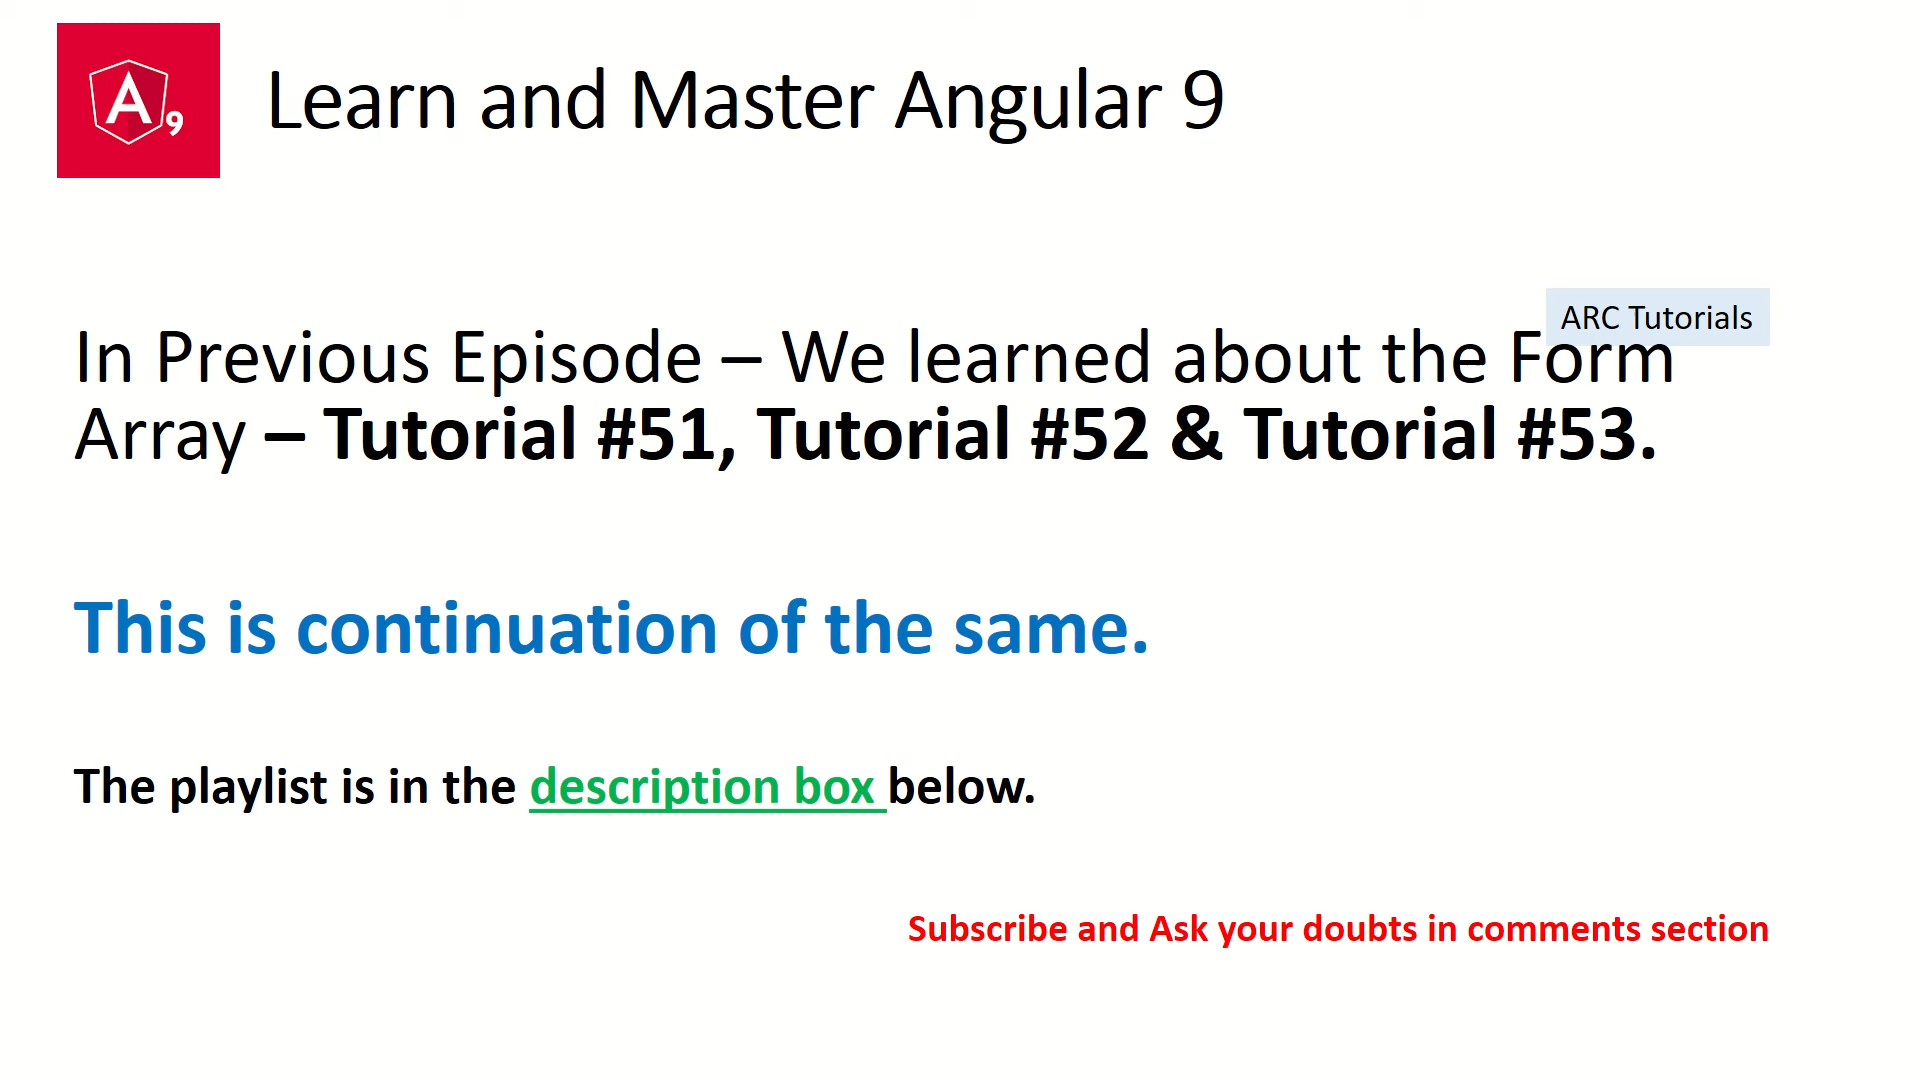 A9
Learn and Master Angular 9
ARC Tutorials
In Previous Episode – We learned about the Form
Array – Tutorial #51, Tutorial #52 & Tutorial #53.
This is continuation of the same.
The playlist is in the description box below.
Subscribe and Ask your doubts in comments section